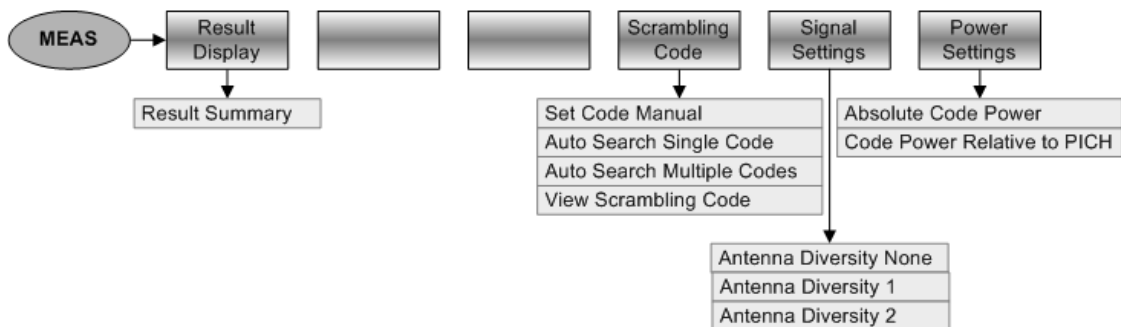 MEAS
Result
Display
Scrambling
Code
Signal
Settings
Power
Settings
Result Summary
Set Code Manual
Auto Search Single Code
Auto Search Multiple Codes
View Scrambling Code
Absolute Code Power
Code Power Relative to PICH
Antenna Diversity None
Antenna Diversity 1
Antenna Diversity 2